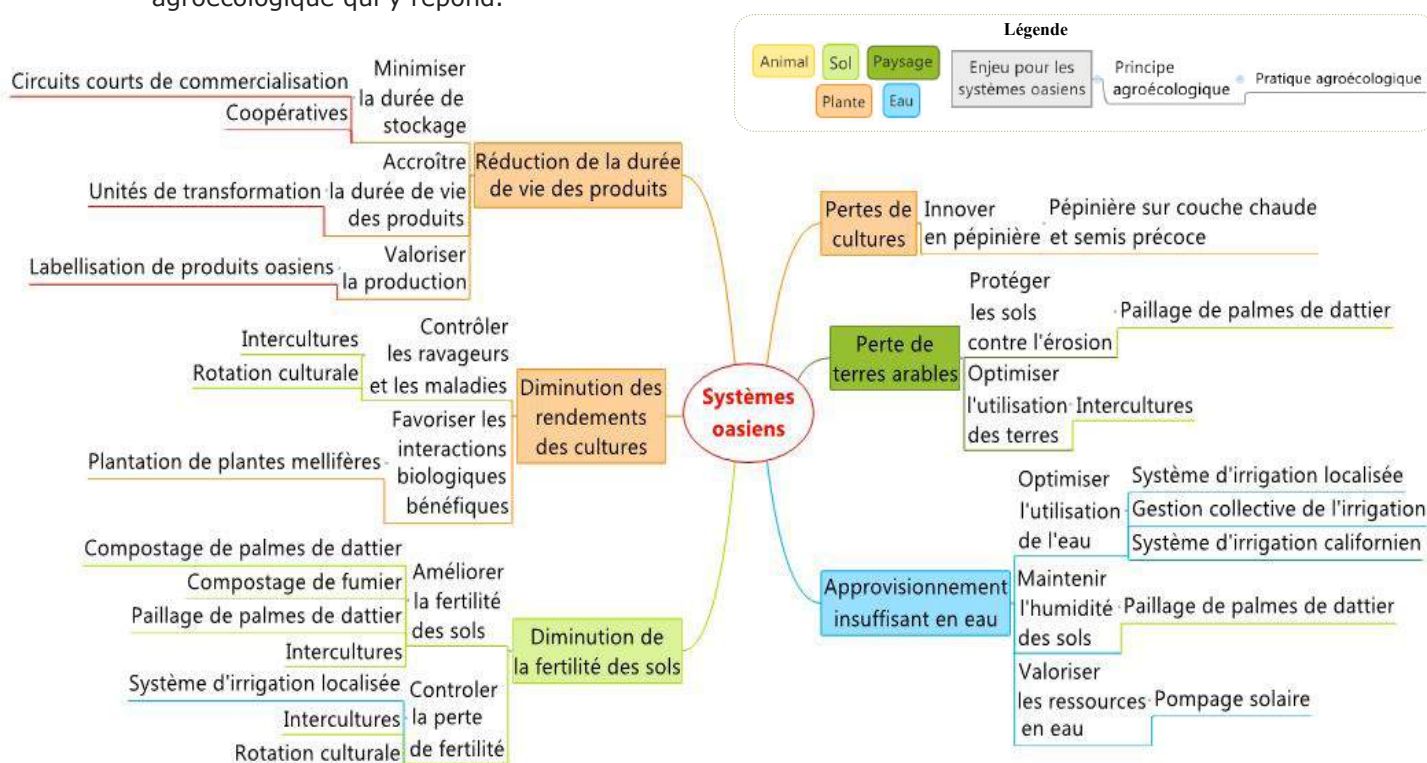 agroécologique qui y répond.
Légende
Animal
Sol
Paysage
Plante
Eau
Enjeu pour les
systèmes oasiens
Principe
agroécologique
Pratique agroécologique
Circuits courts de commercialisation
Coopératives
Minimiser
la durée de
stockage
Unités de transformation
Accroître
la durée de vie
des produits
Labellisation de produits oasiens
Valoriser
la production
Réduction de la durée
de vie des produits
Intercultures
Rotation culturale
Contrôler
les ravageurs
et les maladies
Plantation de plantes mellifères
Favoriser les
interactions
biologiques
bénéfiques
Diminution des
rendements
des cultures
Compostage de palmes de dattier
Compostage de fumier
Paillage de palmes de dattier
Intercultures
Améliorer
la fertilité
des sols
Système d'irrigation localisée
Intercultures
Rotation culturale
Controler
la perte
de fertilité
Diminution de
la fertilité des sols
Systèmes
oasiens
Pertes de
cultures
Innover
en pépinière
Pépinière sur couche chaude
et semis précoce
Perte de
terres arables
Protéger
les sols
contre l'érosion
Paillage de palmes de dattier
Optimiser
l'utilisation
des terres
Intercultures
Approvisionnement
insuffisant en eau
Optimiser
l'utilisation
de l'eau
Système d'irrigation localisée
Gestion collective de l'irrigation
Système d'irrigation californien
Maintenir
l'humidité
des sols
Paillage de palmes de dattier
Valoriser
les ressources
en eau
Pompage solaire